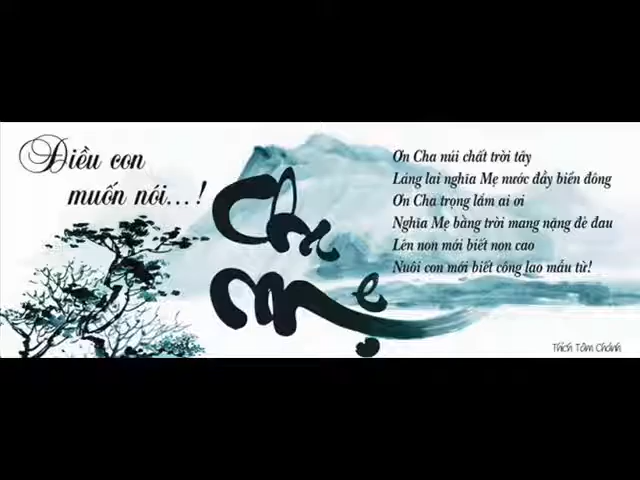 Điều con
muốn nói...!
Cha
Mẹ
Ơn Cha núi chất trời tây
Láng lai nghĩa Mẹ nước đầy biển đông
Ơn Cha trọng lắm ai ơi
Nghĩa Mẹ bằng trời mang nặng đẻ đau
Lên non mới biết non cao
Nuôi con mới biết công lao mẫu từ!
Thích Tâm Chánh